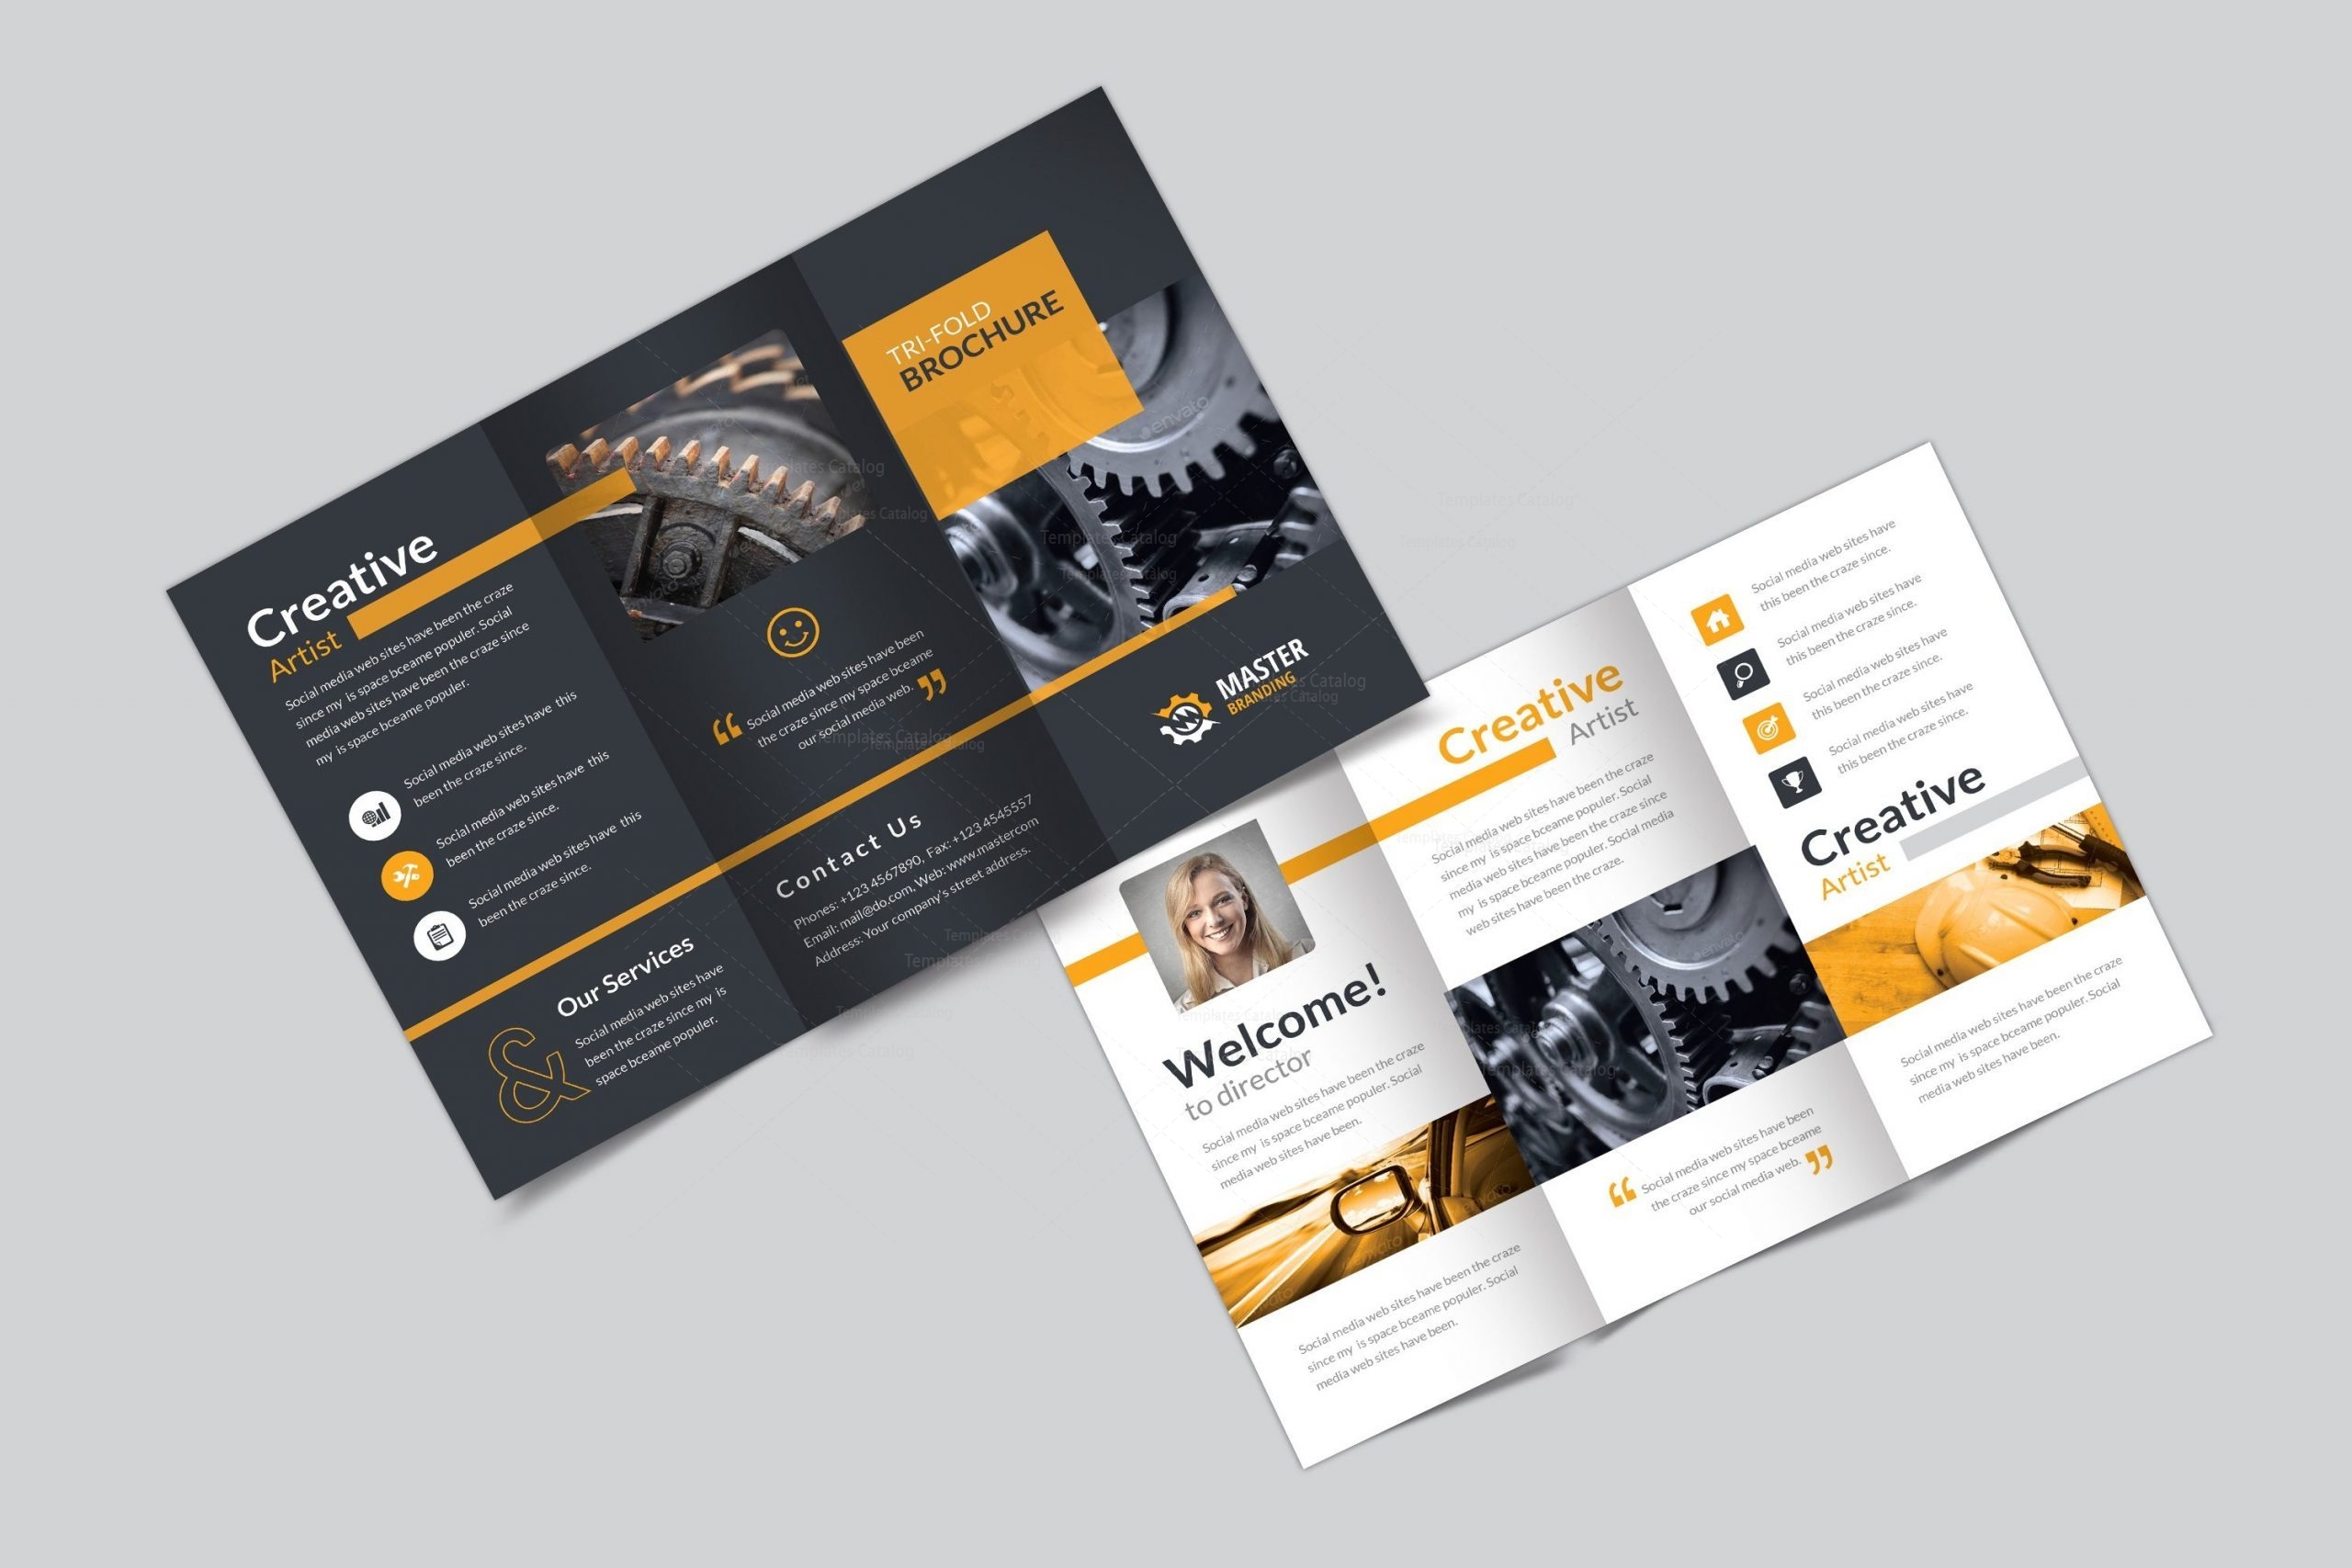 Creative
Artist
Social media web sites have been the craze
since my is space bceame populer. Social
media web sites have been the craze since
my is space bceame populer.
Social media web sites have this
been the craze since.
Social media web sites have this
been the craze since.
Social media web sites have this
been the craze since.
Our Services
&
Social media web sites have
been the craze since my is
space bceame populer.
“ Social media web sites have been
the craze since my space bceame
our social media web. ”
Contact Us
Phones: +123 4567890, Fax: +123 4545557
Email: mail@do.com, Web: www.mastercom
Address: Your company's street address.
TRI-FOLD
BROCHURE
MASTER
BRANDING
Welcome!
to director
Social media web sites have been the craze
since my is space bceame populer. Social
media web sites have been.
Social media web sites have been the craze
since my is space bceame populer. Social
media web sites have been.
Creative
Artist
Social media web sites have been the craze
since my is space bceame populer. Social
media web sites have been the craze since
my is space bceame populer. Social media
web sites have been the craze.
“ Social media web sites have been
the craze since my space bceame
our social media web. ”
Social media web sites have
this been the craze since.
Social media web sites have
this been the craze since.
Social media web sites have
this been the craze since.
Social media web sites have
this been the craze since.
Creative
Artist
Social media web sites have been the craze
since my is space bceame populer. Social
media web sites have been.
Templates Catalog
envato